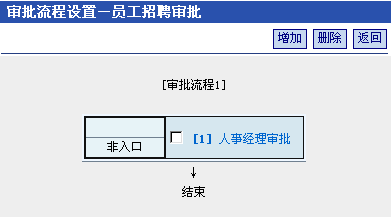 审批流程设置—员工招聘审批
增加 删除 返回
[审批流程1]
非入口
[1] 人事经理审批
↓
结束